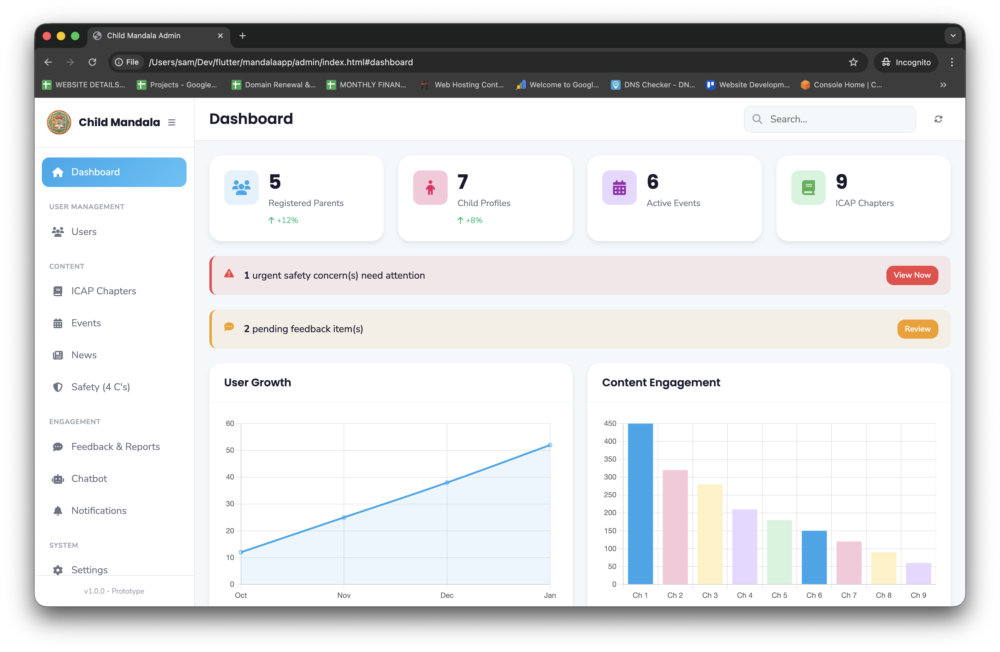 Child Mandala Admin
File
/Users/sam/Dev/flutter/mandalaapp/admin/index.html#dashboard
Incognito
WEBSITE DETAILS...
Projects - Google...
Domain Renewal &...
MONTHLY FINAN...
Web Hosting Cont...
Welcome to Googl...
DNS Checker - DN...
Website Developm...
Console Home | C...
Child Mandala
Dashboard
USER MANAGEMENT
Users
CONTENT
ICAP Chapters
Events
News
Safety (4 C's)
ENGAGEMENT
Feedback & Reports
Chatbot
Notifications
SYSTEM
Settings
v1.0.0 - Prototype
Dashboard
Search...
5
Registered Parents
+12%
7
Child Profiles
+8%
6
Active Events
9
ICAP Chapters
1 urgent safety concern(s) need attention
View Now
2 pending feedback item(s)
Review
User Growth
60
50
40
30
20
10
0
Oct Nov Dec Jan
Content Engagement
450
400
350
300
250
200
150
100
50
0
Ch 1 Ch 2 Ch 3 Ch 4 Ch 5 Ch 6 Ch 7 Ch 8 Ch 9